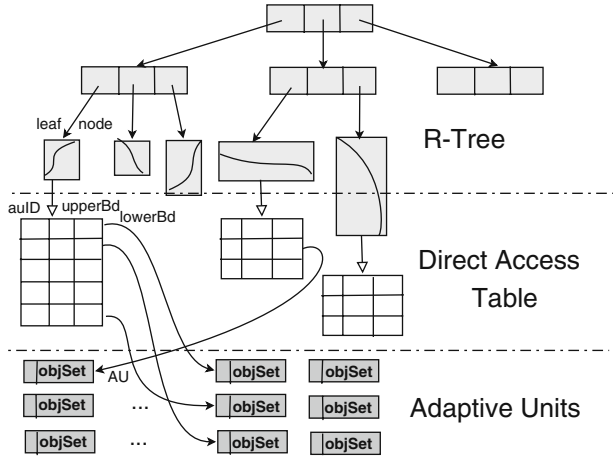 leaf node
R-Tree
auID upperBd lowerBd
Direct Access
Table
objSet AU objSet objSet
objSet ... objSet objSet
Adaptive Units
objSet ... objSet objSet